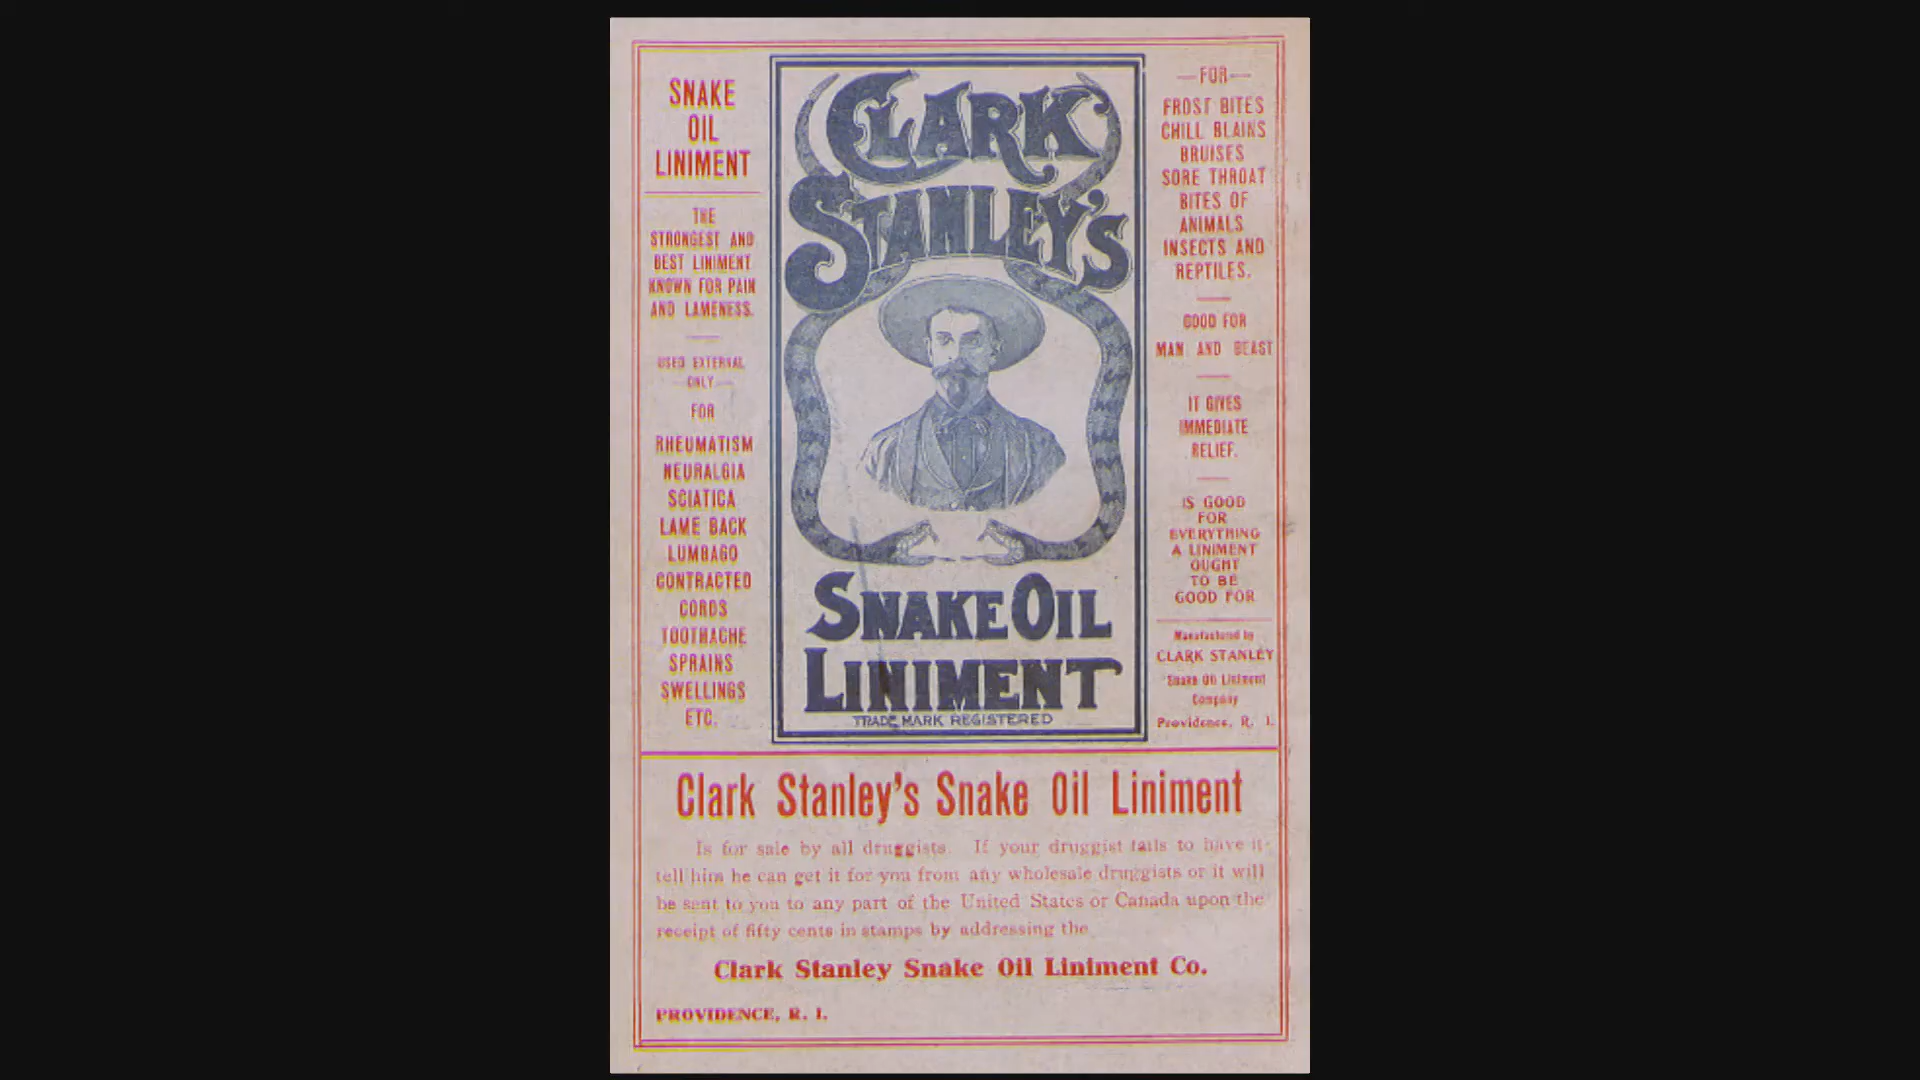 SNAKE
OIL
LINIMENT
THE
STRONGEST AND
BEST LINIMENT
KNOWN FOR PAIN
AND LAMENESS.
USED EXTERNAL
ONLY
FOR
RHEUMATISM
NEURALGIA
SCIATICA
LAME BACK
LUMBAGO
CONTRACTED
CORDS
TOOTHACHE
SPRAINS
SWELLINGS
ETC.
CLARK
STANLEY'S
SNAKE OIL
LINIMENT
TRADE MARK REGISTERED
—FOR—
FROST BITES
CHILL BLAINS
BRUISES
SORE THROAT
BITES OF
ANIMALS
INSECTS AND
REPTILES.
GOOD FOR
MAN AND BEAST
IT GIVES
IMMEDIATE
RELIEF.
IS GOOD
FOR
EVERYTHING
A LINIMENT
OUGHT
TO BE
GOOD FOR
Manufactured by
CLARK STANLEY
Snake Oil Liniment
Company
Providence, R. I.
Clark Stanley's Snake Oil Liniment
Is for sale by all druggists. If your druggist fails to have it
tell him he can get it for you from any wholesale druggists or it will
be sent to you to any part of the United States or Canada upon the
receipt of fifty cents in stamps by addressing the
Clark Stanley Snake Oil Liniment Co.
PROVIDENCE, R. I.